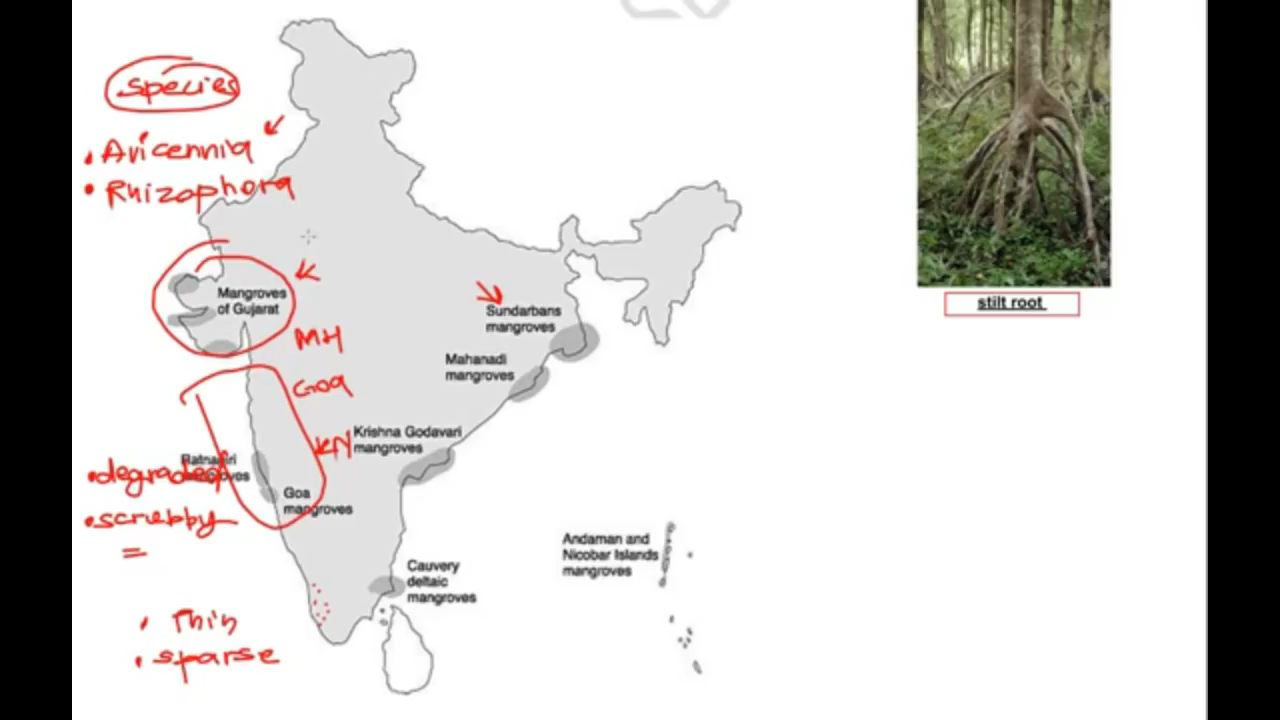 species
• Avicennia
• Rhizophora
Mangroves
of Gujarat
MH
Goa
KN
Sundarbans
mangroves
Mahanadi
mangroves
Krishna Godavari
mangroves
• degraded
• scrubby
Goa
mangroves
Andaman and
Nicobar Islands
mangroves
Cauvery
deltaic
mangroves
• Thin
• sparse
stilt root